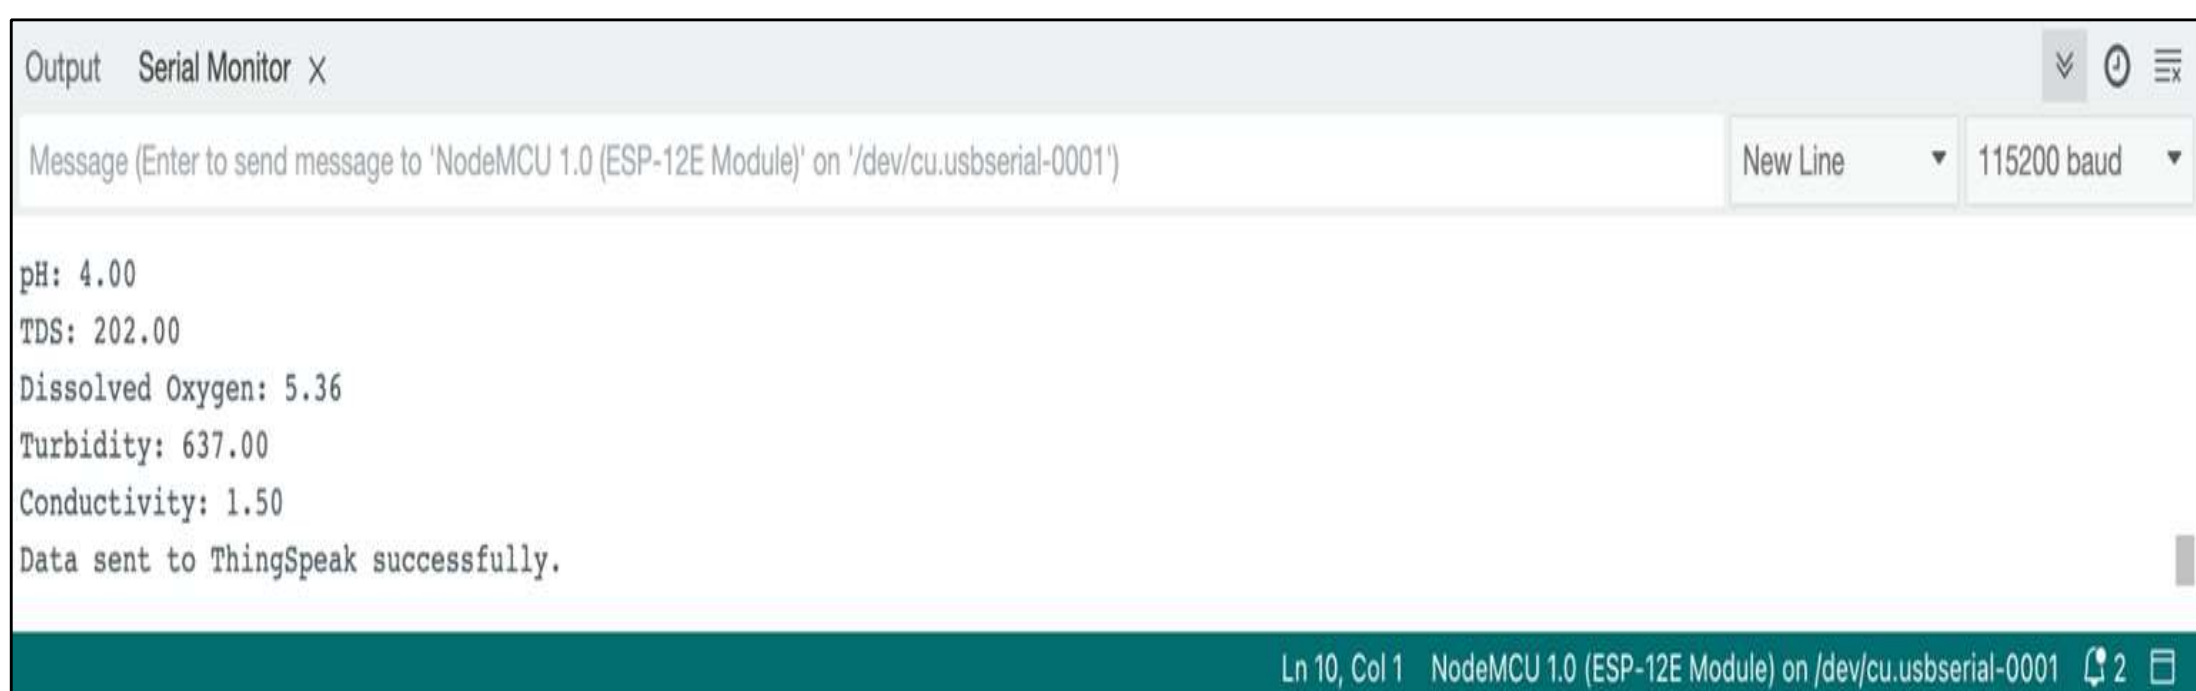 Output Serial Monitor X
Message (Enter to send message to 'NodeMCU 1.0 (ESP-12E Module)' on '/dev/cu.usbserial-0001') New Line 115200 baud
pH: 4.00
TDS: 202.00
Dissolved Oxygen: 5.36
Turbidity: 637.00
Conductivity: 1.50
Data sent to ThingSpeak successfully.
Ln 10, Col 1 NodeMCU 1.0 (ESP-12E Module) on /dev/cu.usbserial-0001 2